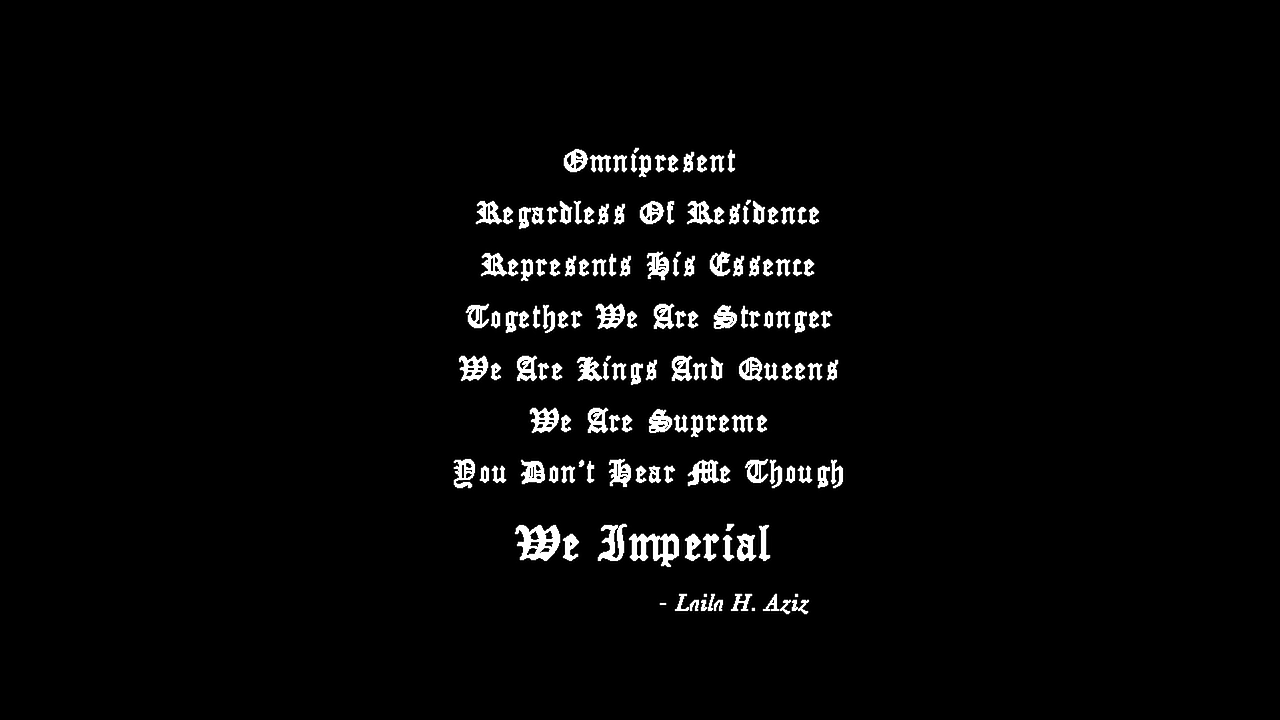 Omnipresent
Regardless Of Residence
Represents His Essence
Together We Are Stronger
We Are Kings And Queens
We Are Supreme
You Don't Hear Me Though
We Imperial
- Laila H. Aziz